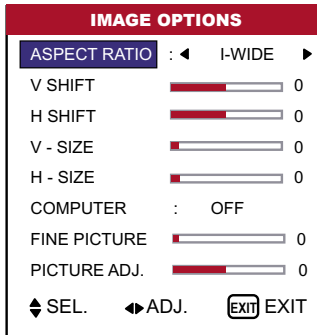 IMAGE OPTIONS
ASPECT RATIO : I-WIDE
V SHIFT 0
H SHIFT 0
V - SIZE 0
H - SIZE 0
COMPUTER : OFF
FINE PICTURE 0
PICTURE ADJ. 0
SEL. ADJ. EXIT EXIT